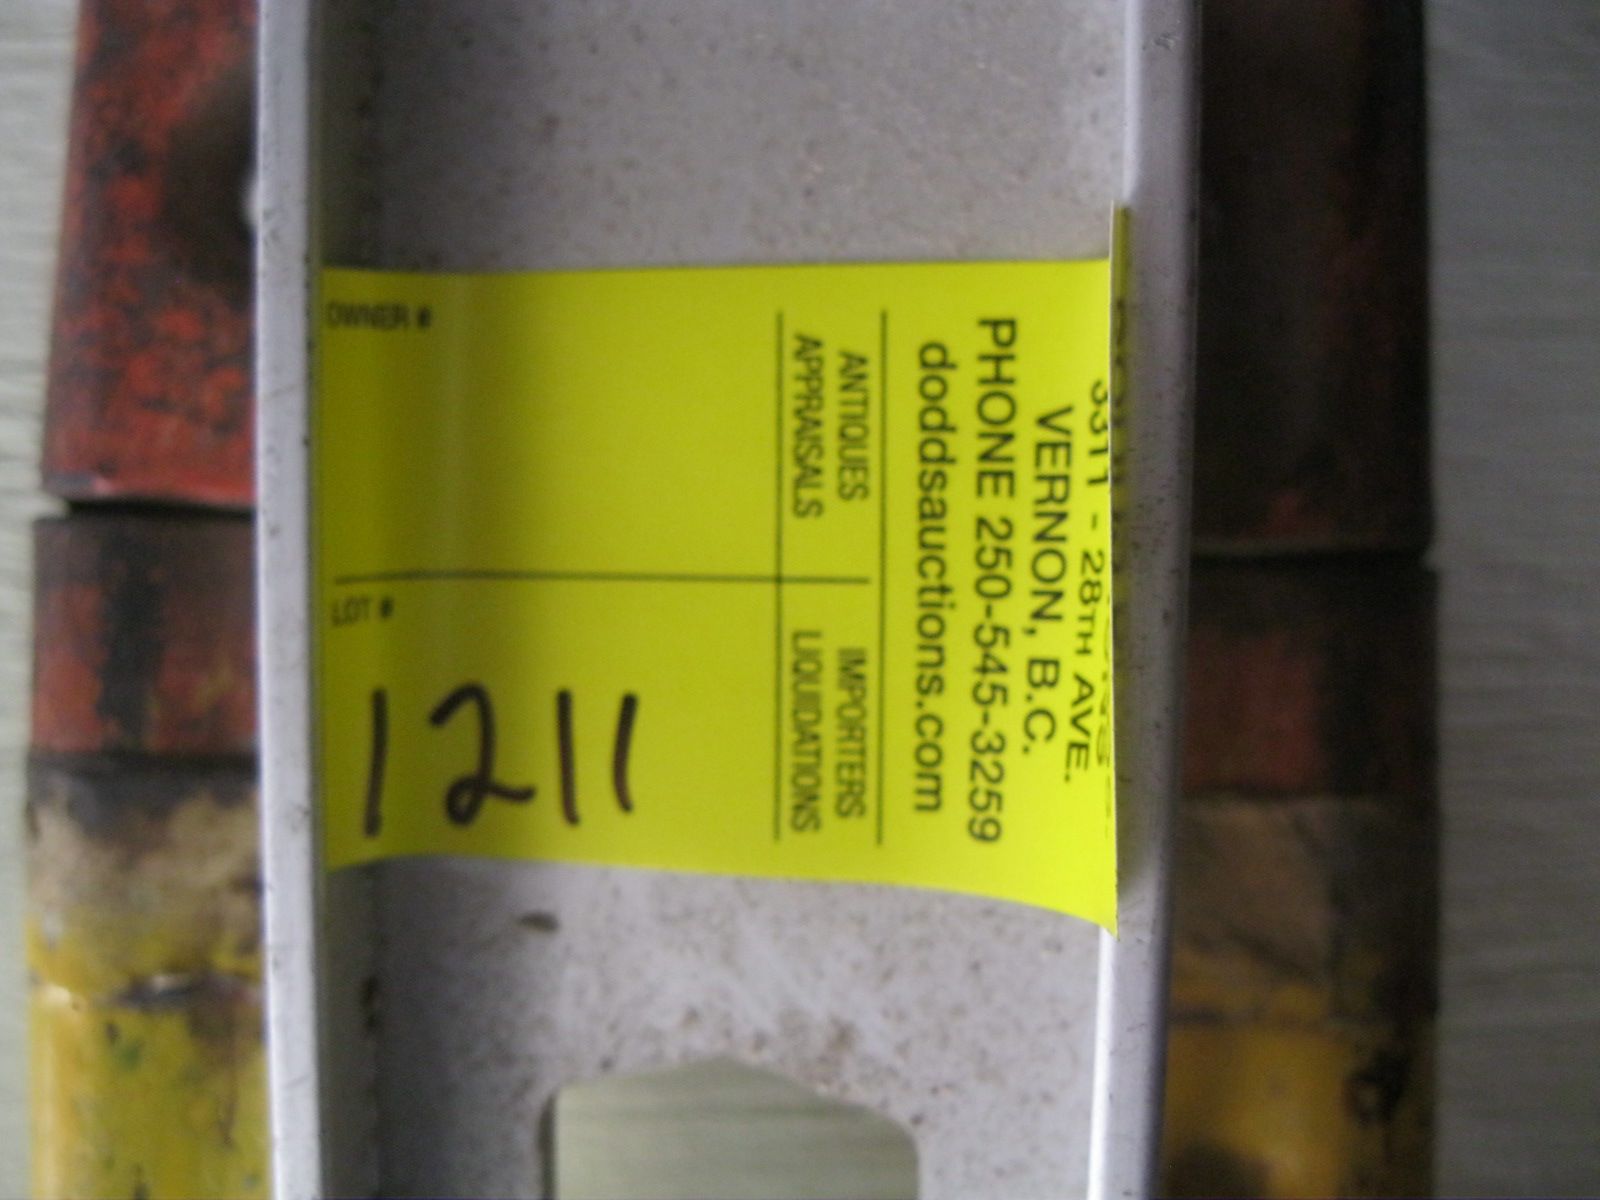 3311 - 28TH AVE.
VERNON, B.C.
PHONE 250-545-3259
doddsauctions.com
ANTIQUES IMPORTERS
APPRAISALS LIQUIDATIONS
OWNER # LOT #
1211